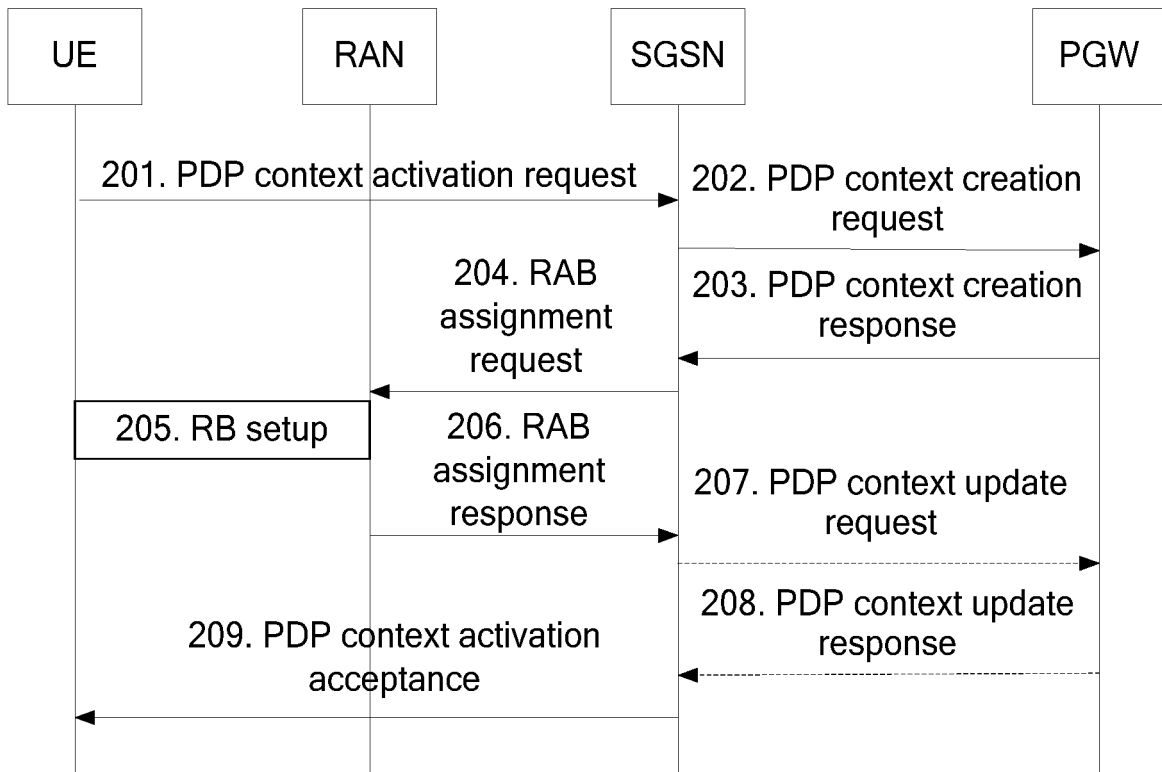 UE
RAN
SGSN
PGW
201. PDP context activation request
202. PDP context creation
request
203. PDP context creation
response
204. RAB
assignment
request
205. RB setup
206. RAB
assignment
response
207. PDP context update
request
208. PDP context update
response
209. PDP context activation
acceptance